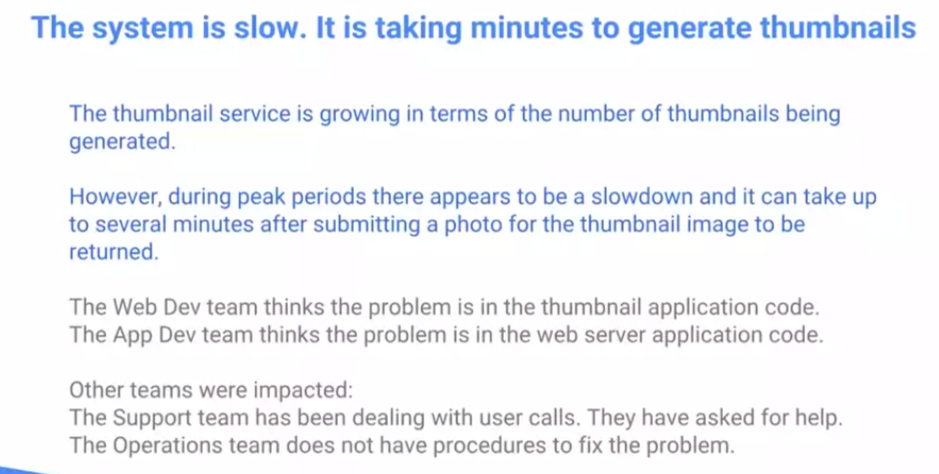 The system is slow. It is taking minutes to generate thumbnails
The thumbnail service is growing in terms of the number of thumbnails being
generated.
However, during peak periods there appears to be a slowdown and it can take up
to several minutes after submitting a photo for the thumbnail image to be
returned.
The Web Dev team thinks the problem is in the thumbnail application code.
The App Dev team thinks the problem is in the web server application code.
Other teams were impacted:
The Support team has been dealing with user calls. They have asked for help.
The Operations team does not have procedures to fix the problem.